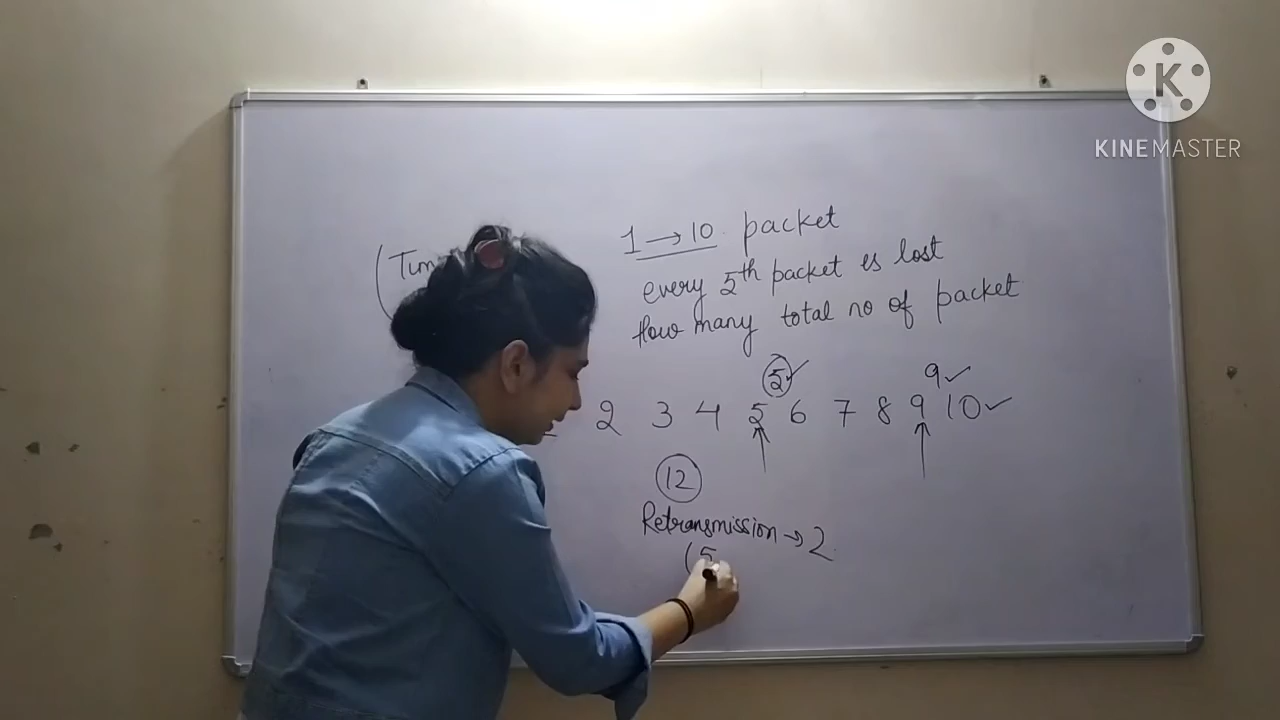 KINEMASTER
1 → 10 packet
every 5th packet is lost
How many total no of packet
5✓ 9✓
2 3 4 5 6 7 8 9 10✓
12
Retransmission → 2
(5